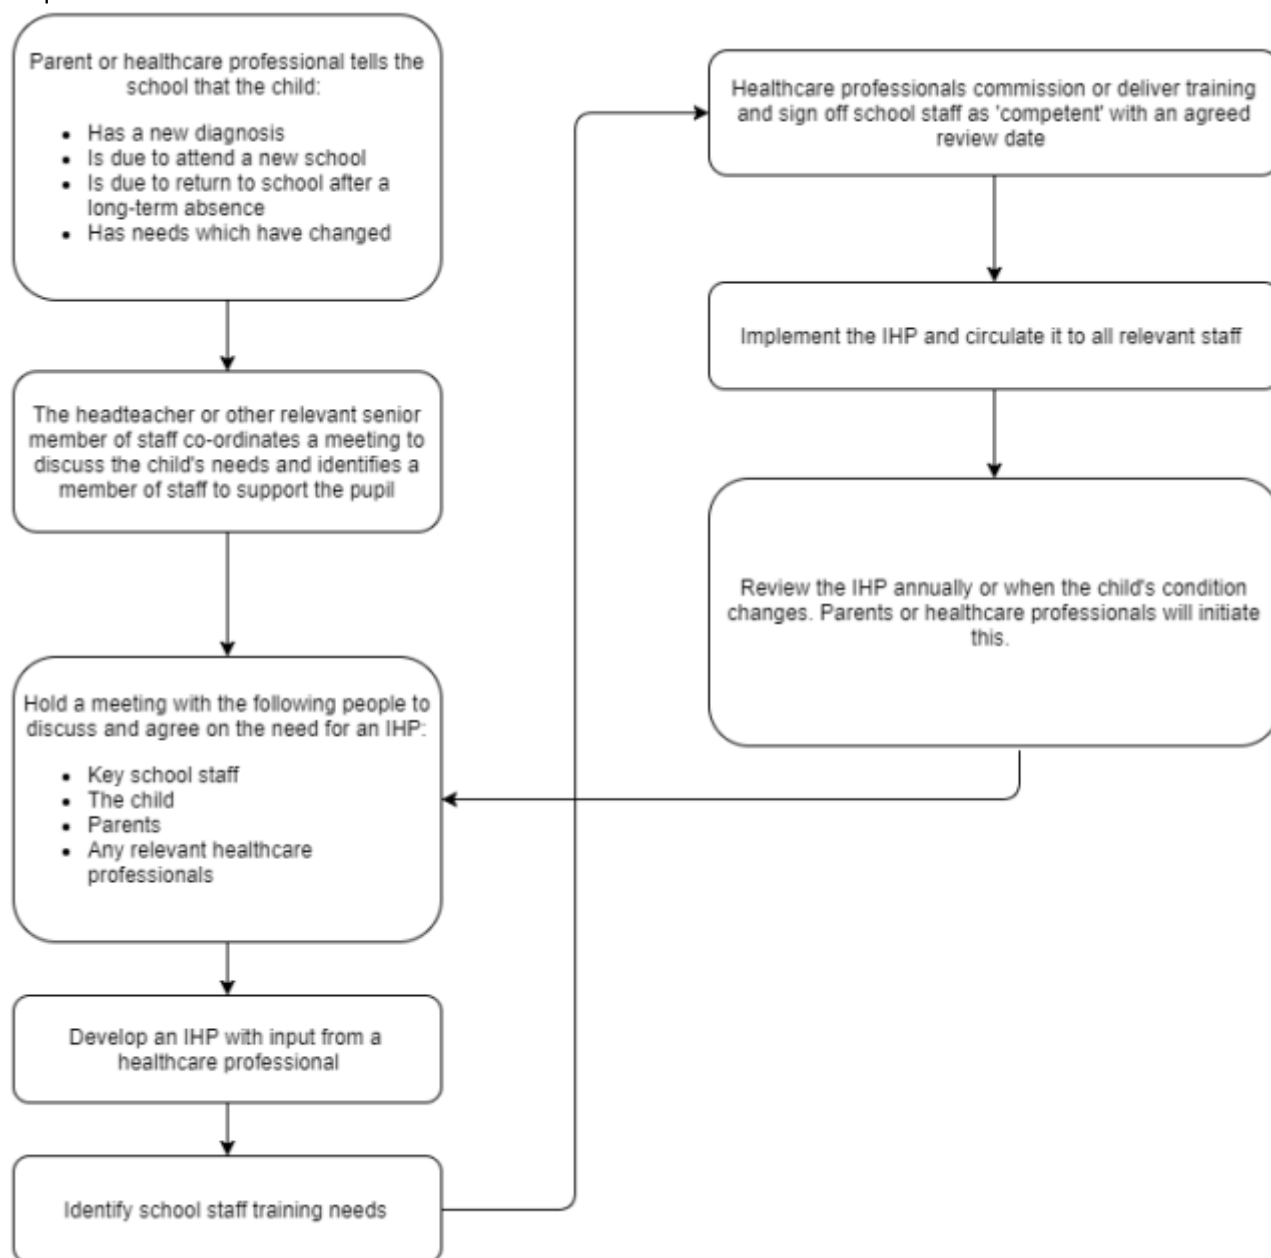 Parent or healthcare professional tells the
school that the child:
• Has a new diagnosis
• Is due to attend a new school
• Is due to return to school after a
long-term absence
• Has needs which have changed
The headteacher or other relevant senior
member of staff co-ordinates a meeting to
discuss the child's needs and identifies a
member of staff to support the pupil
Hold a meeting with the following people to
discuss and agree on the need for an IHP:
• Key school staff
• The child
• Parents
• Any relevant healthcare
professionals
Develop an IHP with input from a
healthcare professional
Identify school staff training needs
Healthcare professionals commission or deliver training
and sign off school staff as 'competent' with an agreed
review date
Implement the IHP and circulate it to all relevant staff
Review the IHP annually or when the child's condition
changes. Parents or healthcare professionals will initiate
this.